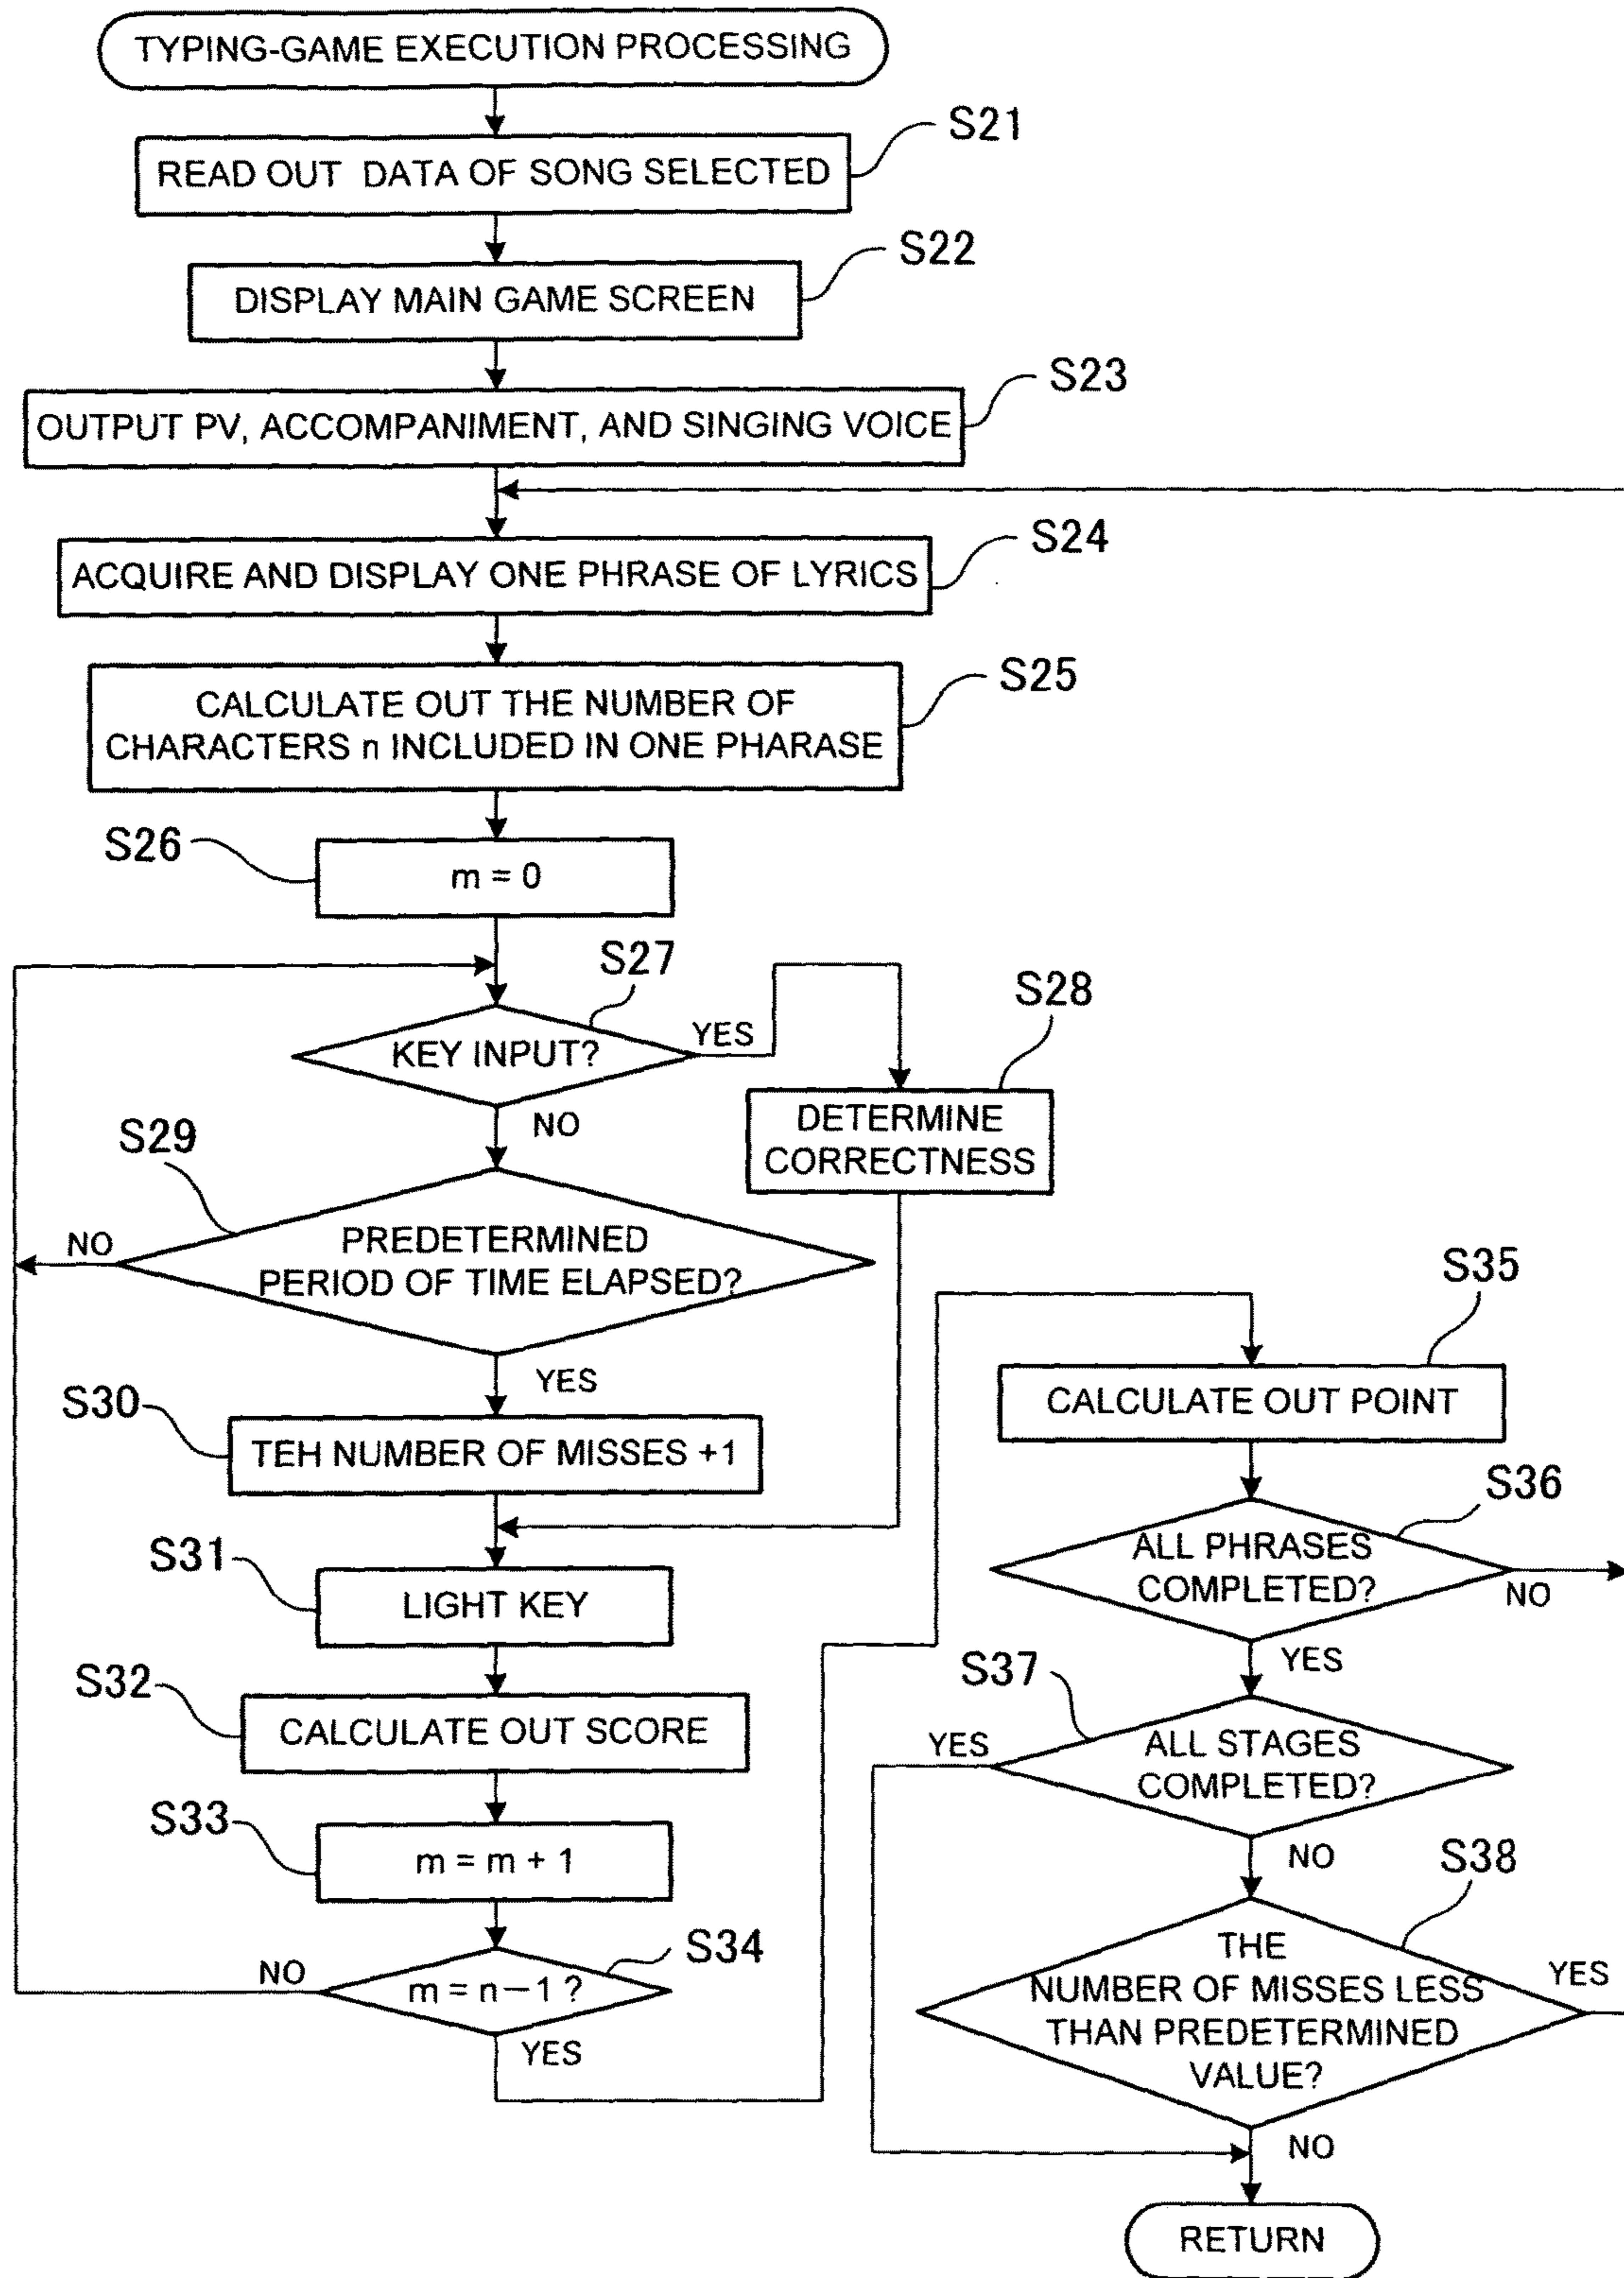 TYPING-GAME EXECUTION PROCESSING
S21
READ OUT DATA OF SONG SELECTED
S22
DISPLAY MAIN GAME SCREEN
S23
OUTPUT PV, ACCOMPANIMENT, AND SINGING VOICE
S24
ACQUIRE AND DISPLAY ONE PHRASE OF LYRICS
S25
CALCULATE OUT THE NUMBER OF
CHARACTERS n INCLUDED IN ONE PHARASE
S26
m = 0
S27
KEY INPUT?
YES
NO
S28
DETERMINE
CORRECTNESS
S29
PREDETERMINED
PERIOD OF TIME ELAPSED?
NO
YES
S30
TEH NUMBER OF MISSES +1
S31
LIGHT KEY
S32
CALCULATE OUT SCORE
S33
m = m + 1
S34
m = n－1 ?
NO
YES
S35
CALCULATE OUT POINT
S36
ALL PHRASES
COMPLETED?
NO
YES
S37
ALL STAGES
COMPLETED?
YES
NO
S38
THE
NUMBER OF MISSES LESS
THAN PREDETERMINED
VALUE?
YES
NO
RETURN